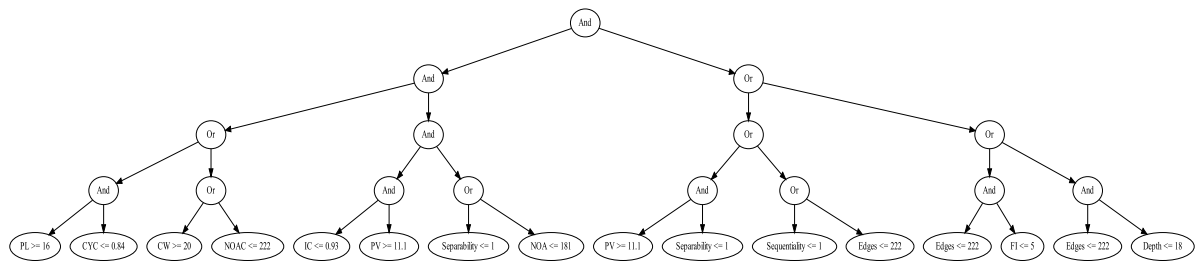 And
And Or
Or And Or Or
And Or And Or And Or And And
PL >= 16 CYC <= 0.84 CW >= 20 NOAC <= 222 IC <= 0.93 PV >= 11.1 Separability <= 1 NOA <= 181 PV >= 11.1 Separability <= 1 Sequentiality <= 1 Edges <= 222 Edges <= 222 FI <= 5 Edges <= 222 Depth <= 18